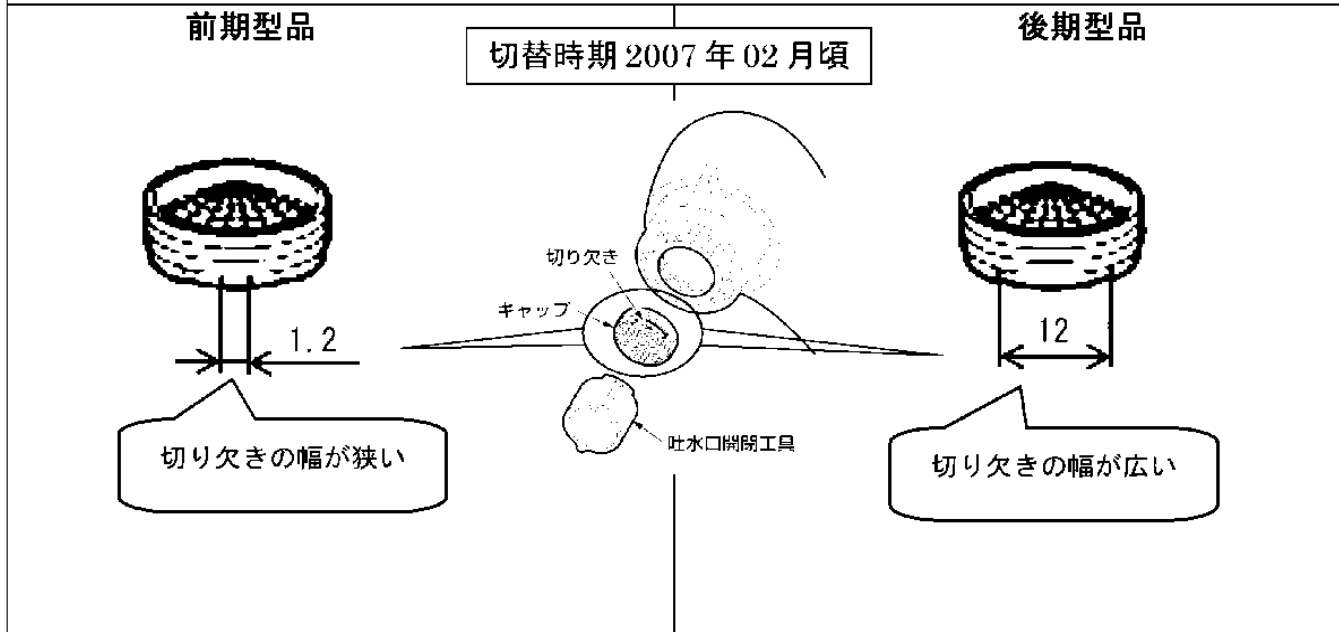 前期型品
切替時期 2007 年 02 月頃
後期型品
切り欠き
キャップ
1.2
12
吐水口開閉工具
切り欠きの幅が狭い
切り欠きの幅が広い